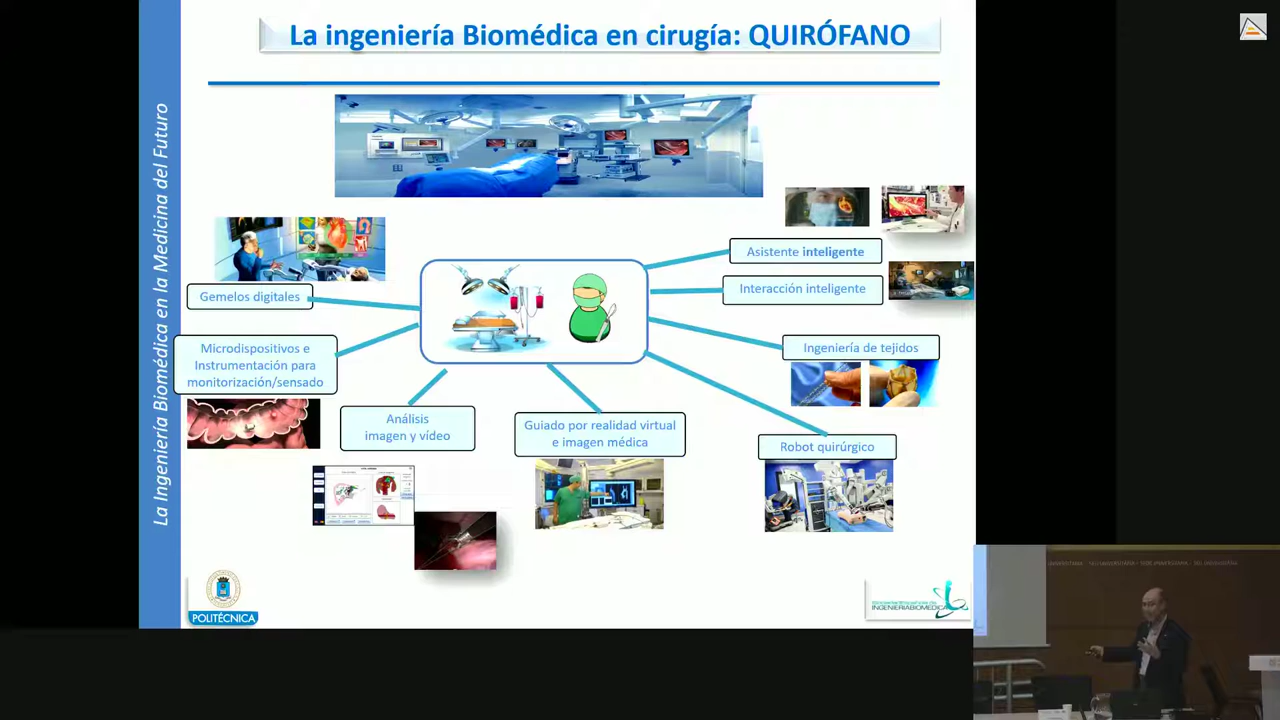 La ingeniería Biomédica en cirugía: QUIRÓFANO
La Ingeniería Biomédica en la Medicina del Futuro
Asistente inteligente
Interacción inteligente
Gemelos digitales
Microdispositivos e
Instrumentación para
monitorización/sensado
Ingeniería de tejidos
Análisis
imagen y vídeo
Guiado por realidad virtual
e imagen médica
Robot quirúrgico
POLITÉCNICA
INGENIERIABIOMEDICA